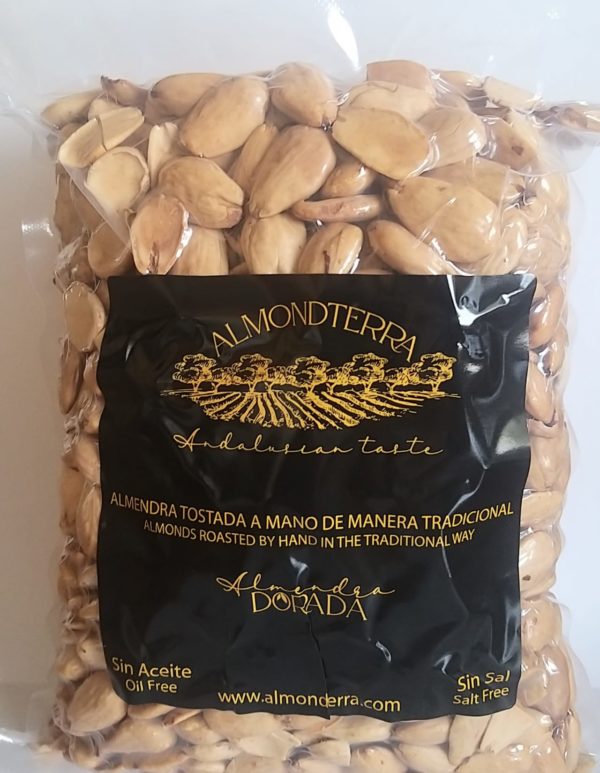 ALMONDTERRA
Andalusian taste
ALMENDRA TOSTADA A MANO DE MANERA TRADICIONAL
ALMONDS ROASTED BY HAND IN THE TRADITIONAL WAY
Almendra
DORADA
Sin Aceite
Oil Free
www.almonderra.com
Sin Sal
Salt Free